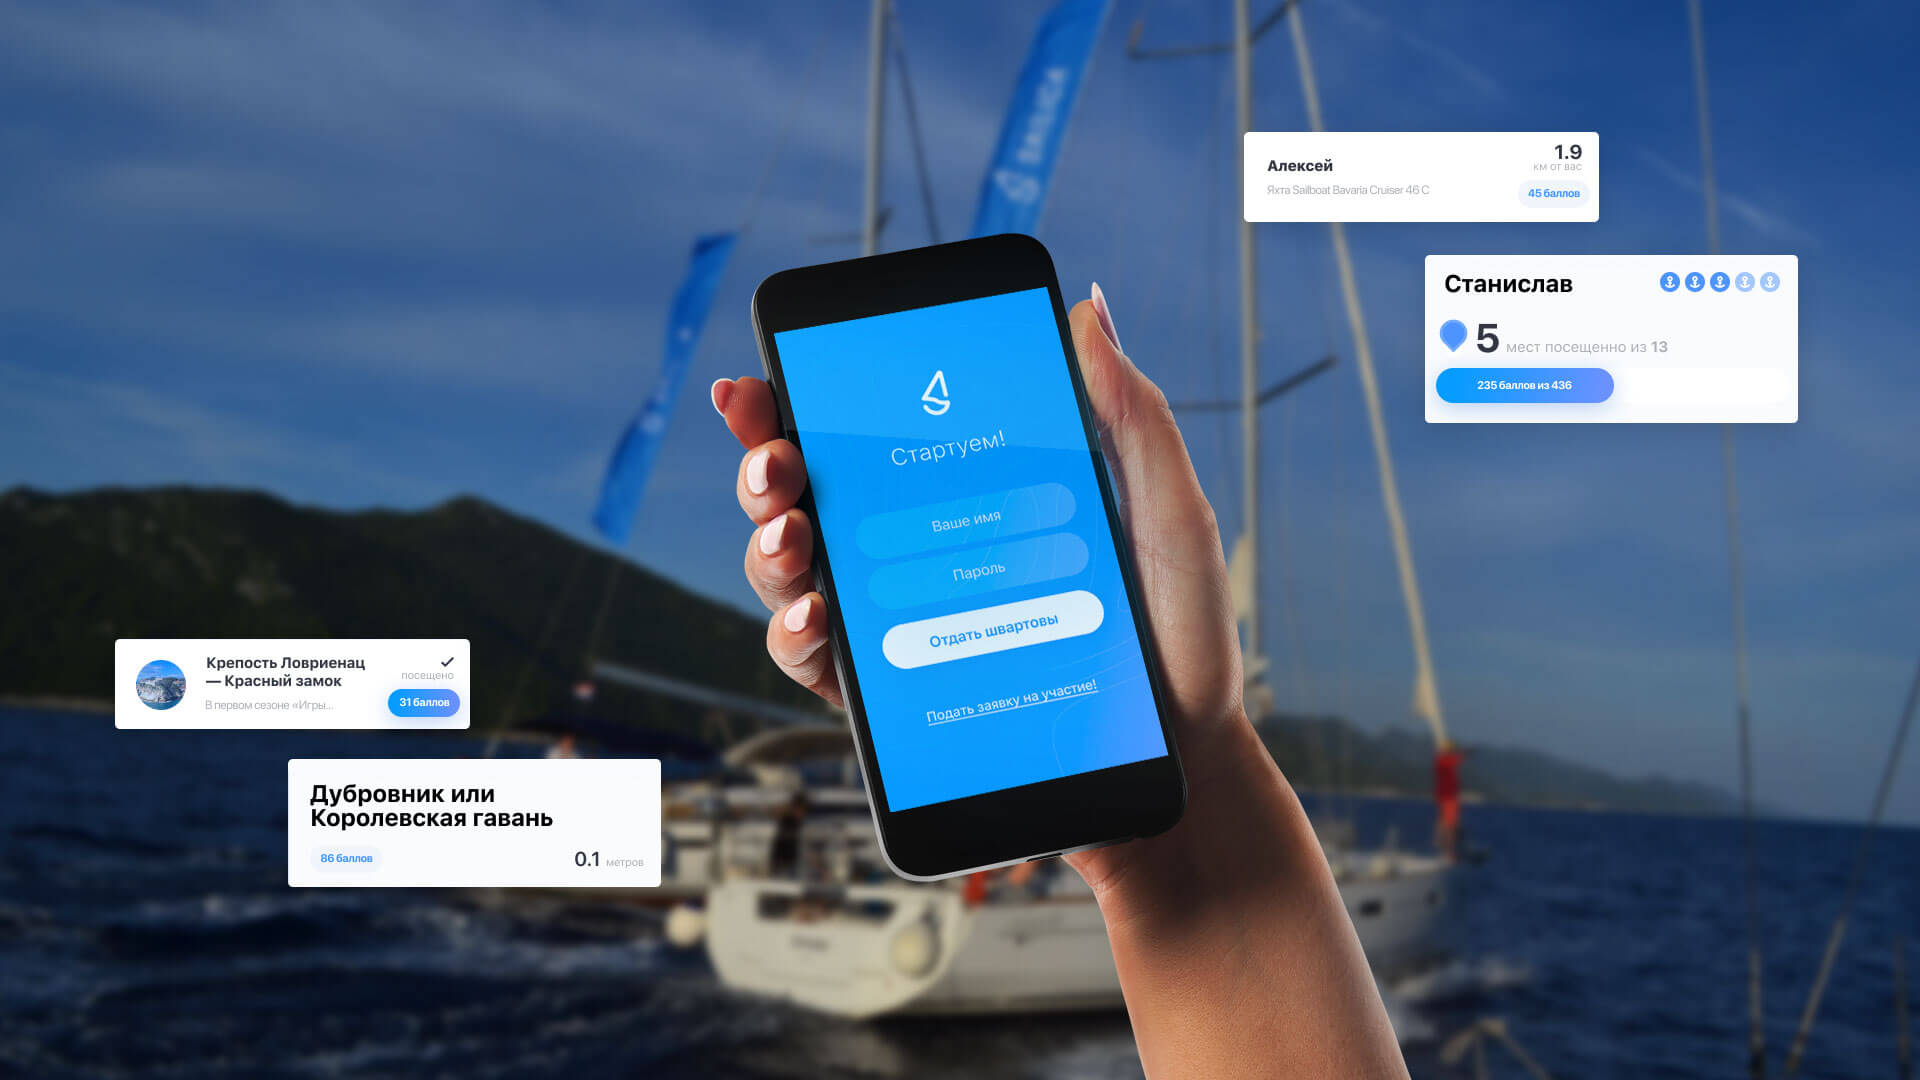 SAILICA
Алексей
Яхта Sailboat Bavaria Cruiser 46 C
1.9
км от вас
45 баллов
Станислав
5 мест посещенно из 13
235 баллов из 436
Стартуем!
Ваше имя
Пароль
Отдать швартовы
Подать заявку на участие!
Крепость Ловриенац
— Красный замок
В первом сезоне «Игры...
посещено
31 баллов
Дубровник или
Королевская гавань
86 баллов
0.1 метров